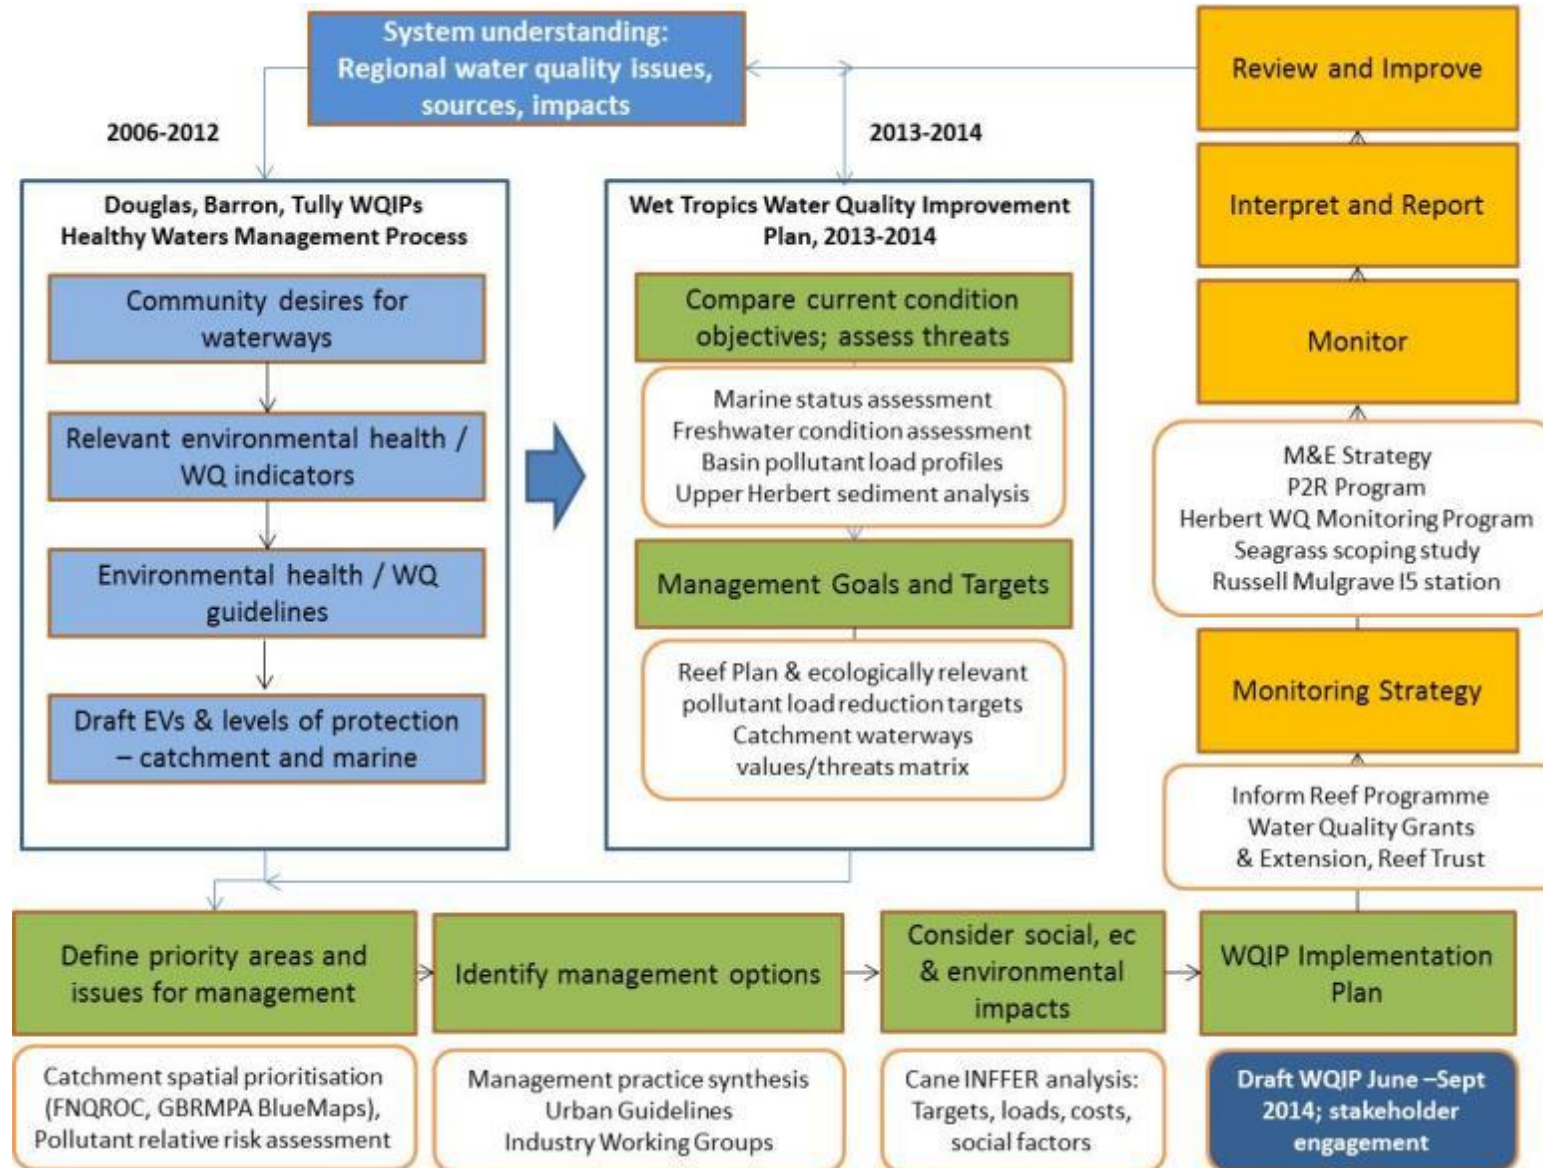 System understanding:
Regional water quality issues,
sources, impacts
2006-2012
2013-2014
Douglas, Barron, Tully WQIPs
Healthy Waters Management Process
Community desires for
waterways
Relevant environmental health /
WQ indicators
Environmental health / WQ
guidelines
Draft EVs & levels of protection
– catchment and marine
Wet Tropics Water Quality Improvement
Plan, 2013-2014
Compare current condition
objectives; assess threats
Marine status assessment
Freshwater condition assessment
Basin pollutant load profiles
Upper Herbert sediment analysis
Management Goals and Targets
Reef Plan & ecologically relevant
pollutant load reduction targets
Catchment waterways
values/threats matrix
Define priority areas and
issues for management
Catchment spatial prioritisation
(FNQROC, GBRMPA BlueMaps),
Pollutant relative risk assessment
Identify management options
Management practice synthesis
Urban Guidelines
Industry Working Groups
Consider social, ec
& environmental
impacts
Cane INFFER analysis:
Targets, loads, costs,
social factors
WQIP Implementation
Plan
Draft WQIP June –Sept
2014; stakeholder
engagement
Inform Reef Programme
Water Quality Grants
& Extension, Reef Trust
Monitoring Strategy
M&E Strategy
P2R Program
Herbert WQ Monitoring Program
Seagrass scoping study
Russell Mulgrave I5 station
Monitor
Interpret and Report
Review and Improve